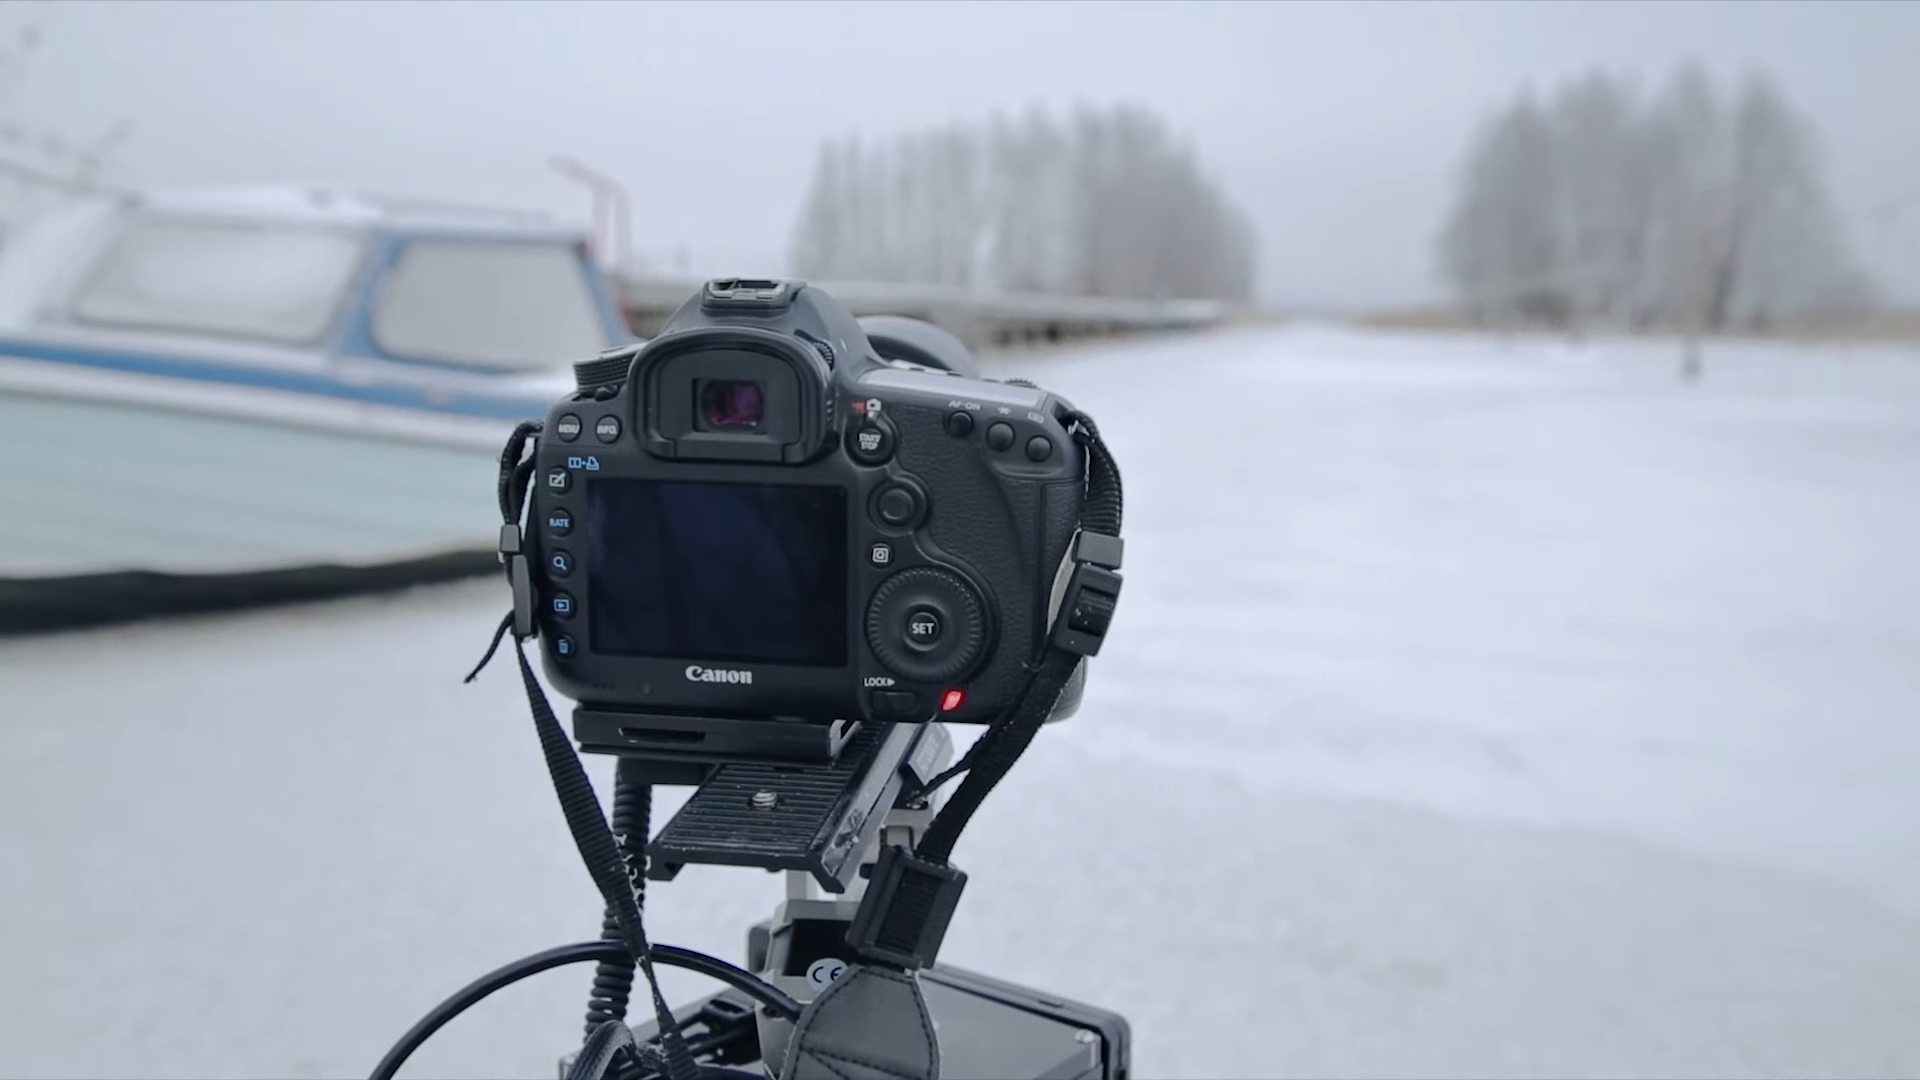 AF-ON
MENU
INFO.
START/
STOP
RATE
Q
SET
Canon
LOCK▶
CE